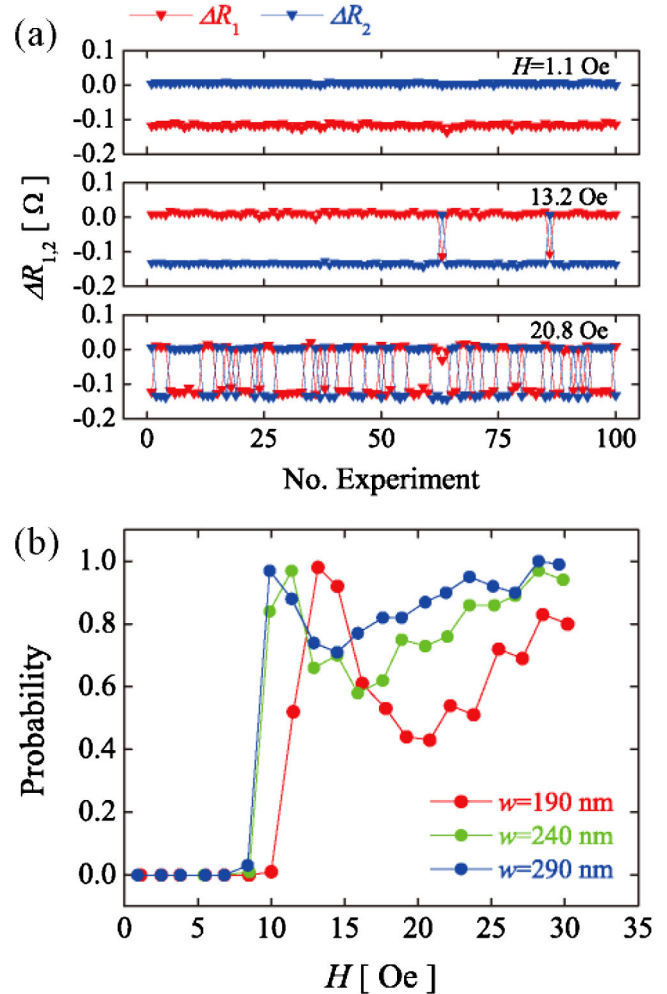 (a)
ΔR1 ΔR2
0.1
H=1.1 Oe
0.0
-0.1
-0.2
0.1
13.2 Oe
0.0
-0.1
-0.2
0.1
20.8 Oe
0.0
-0.1
-0.2
ΔR1,2 [ Ω ]
0 25 50 75 100
No. Experiment
(b)
1.0
0.8
0.6
0.4
0.2
0.0
Probability
w=190 nm
w=240 nm
w=290 nm
0 5 10 15 20 25 30 35
H [ Oe ]